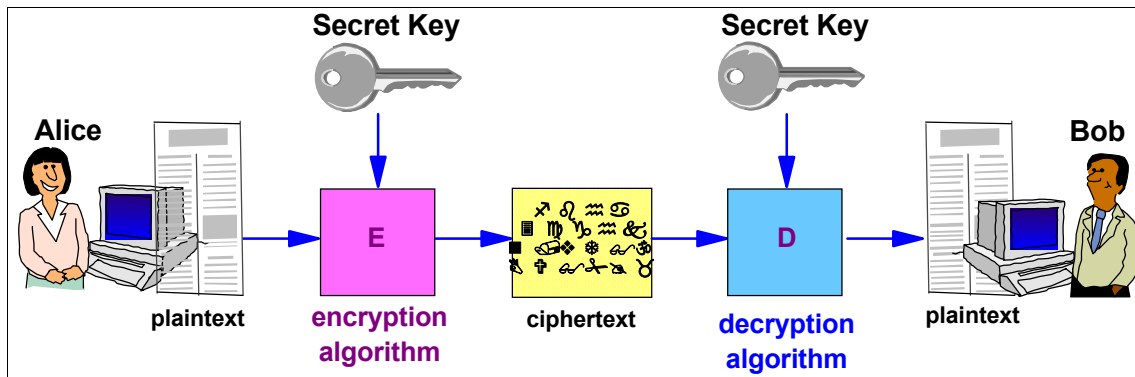 Secret Key
Secret Key
Alice
Bob
E
D
plaintext
encryption
algorithm
ciphertext
decryption
algorithm
plaintext